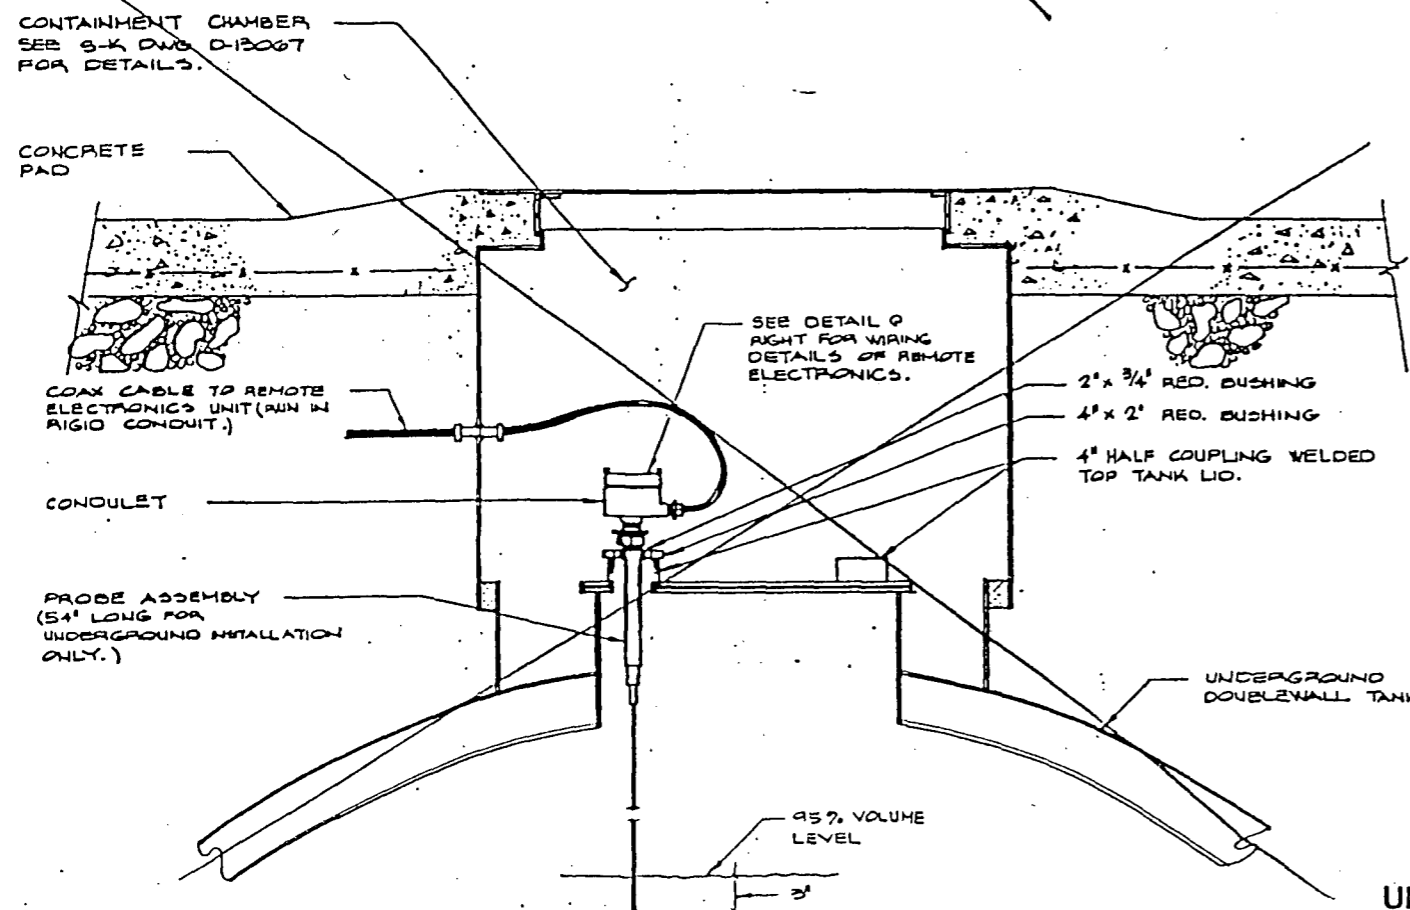 CONTAINMENT CHAMBER
SEE S-K DWG D-13067
FOR DETAILS.
CONCRETE
PAD
SEE DETAIL @
RIGHT FOR WIRING
DETAILS OF REMOTE
ELECTRONICS.
COAX CABLE TO REMOTE
ELECTRONICS UNIT (RUN IN
RIGID CONDUIT.)
2" x 3/4" RED. BUSHING
4" x 2" RED. BUSHING
4" HALF COUPLING WELDED
TOP TANK LID.
CONDULET
PROBE ASSEMBLY
(54" LONG FOR
UNDERGROUND INSTALLATION
ONLY.)
UNDERGROUND
DOUBLEWALL TANK
95% VOLUME
LEVEL
3"